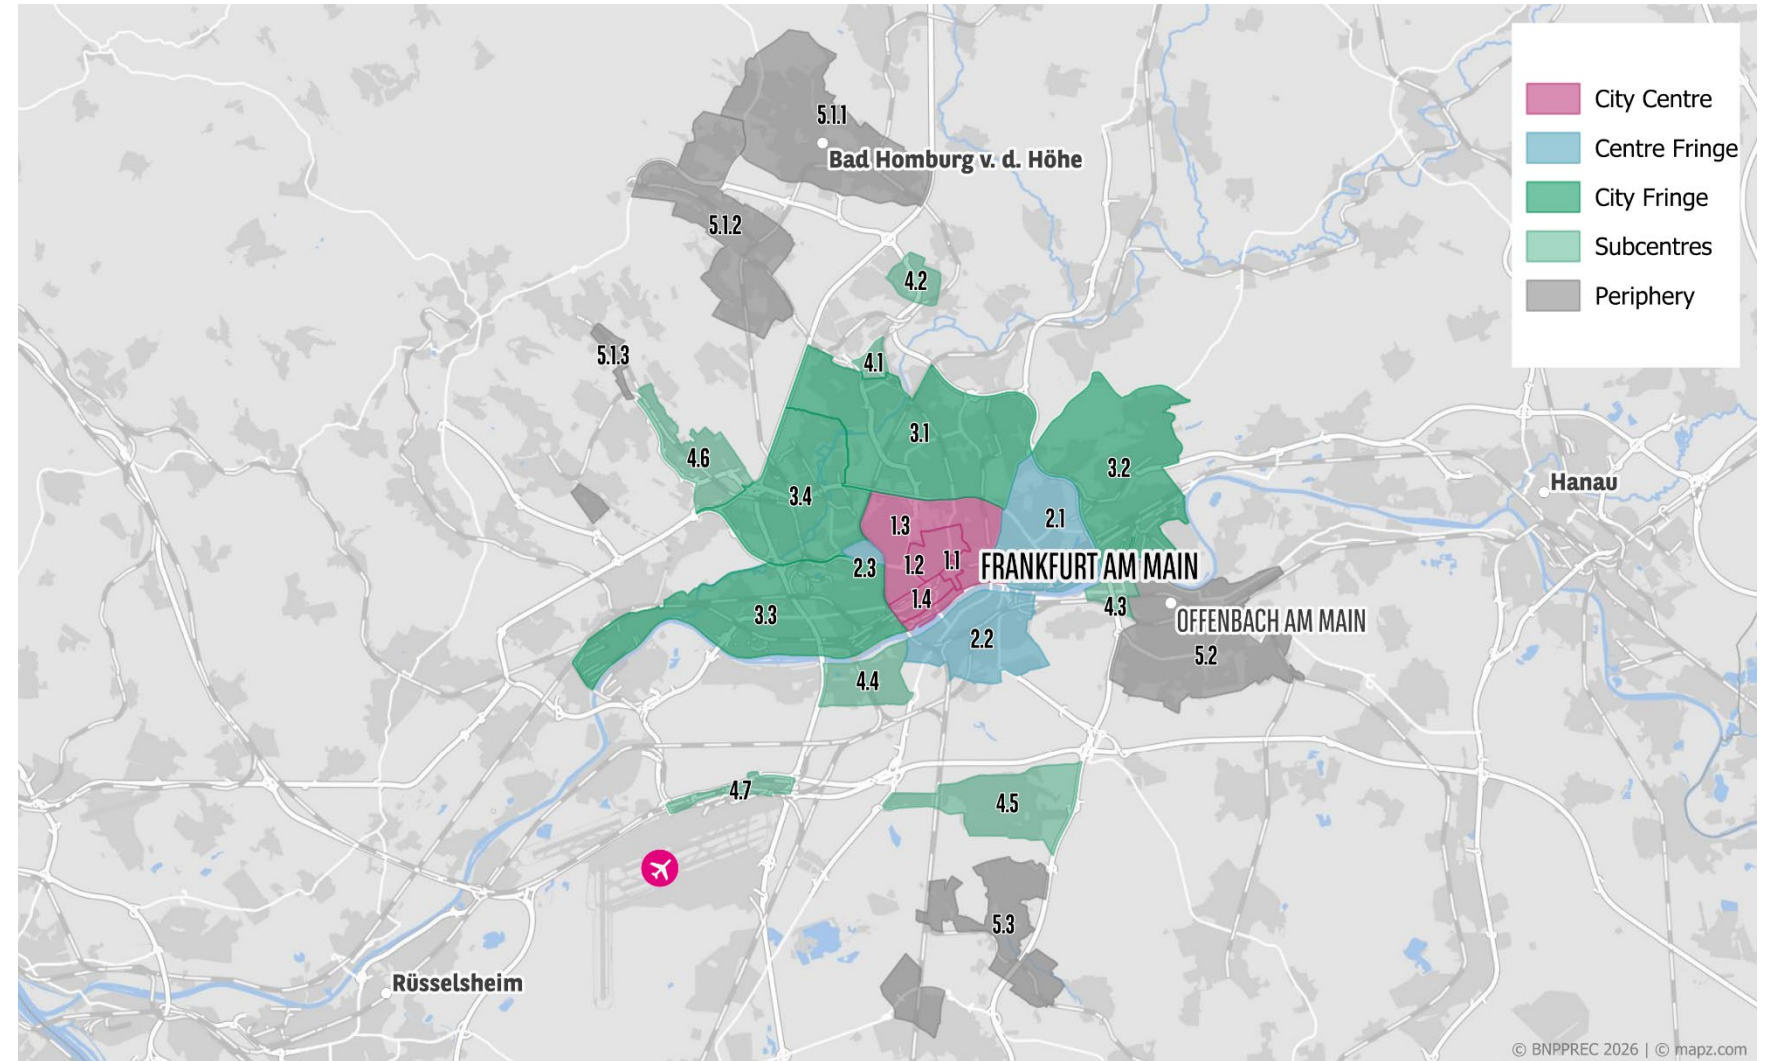 City Centre
Centre Fringe
City Fringe
Subcentres
Periphery
5.1.1
Bad Homburg v. d. Höhe
5.1.2
4.2
5.1.3
4.1
3.1
4.6
3.2
Hanau
3.4
1.3
2.1
1.2
1.1
2.3
FRANKFURT AM MAIN
1.4
4.3
3.3
OFFENBACH AM MAIN
2.2
5.2
4.4
4.7
4.5
5.3
Rüsselsheim
© BNPPREC 2026 | © mapz.com